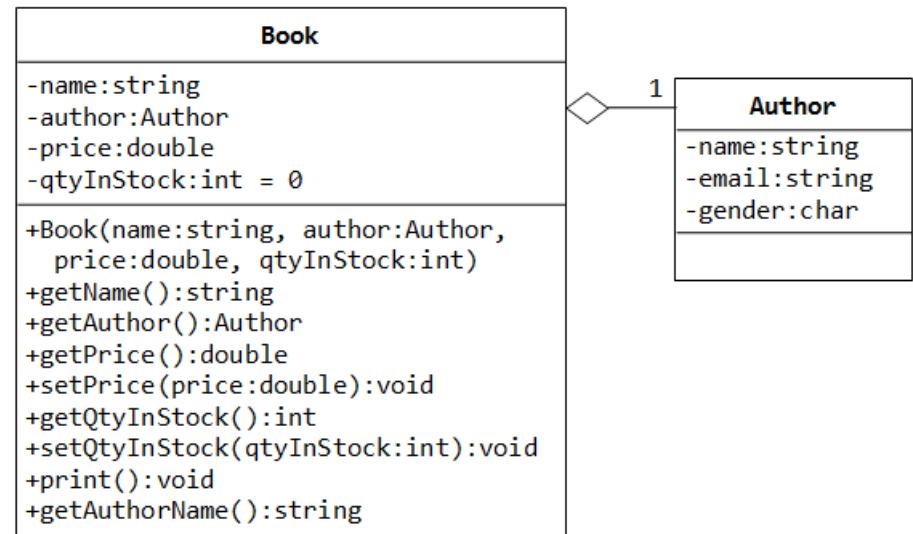 Book
-name:string
-author:Author
-price:double
-qtyInStock:int = 0
+Book(name:string, author:Author,
price:double, qtyInStock:int)
+getName():string
+getAuthor():Author
+getPrice():double
+setPrice(price:double):void
+getQtyInStock():int
+setQtyInStock(qtyInStock:int):void
+print():void
+getAuthorName():string
1
Author
-name:string
-email:string
-gender:char